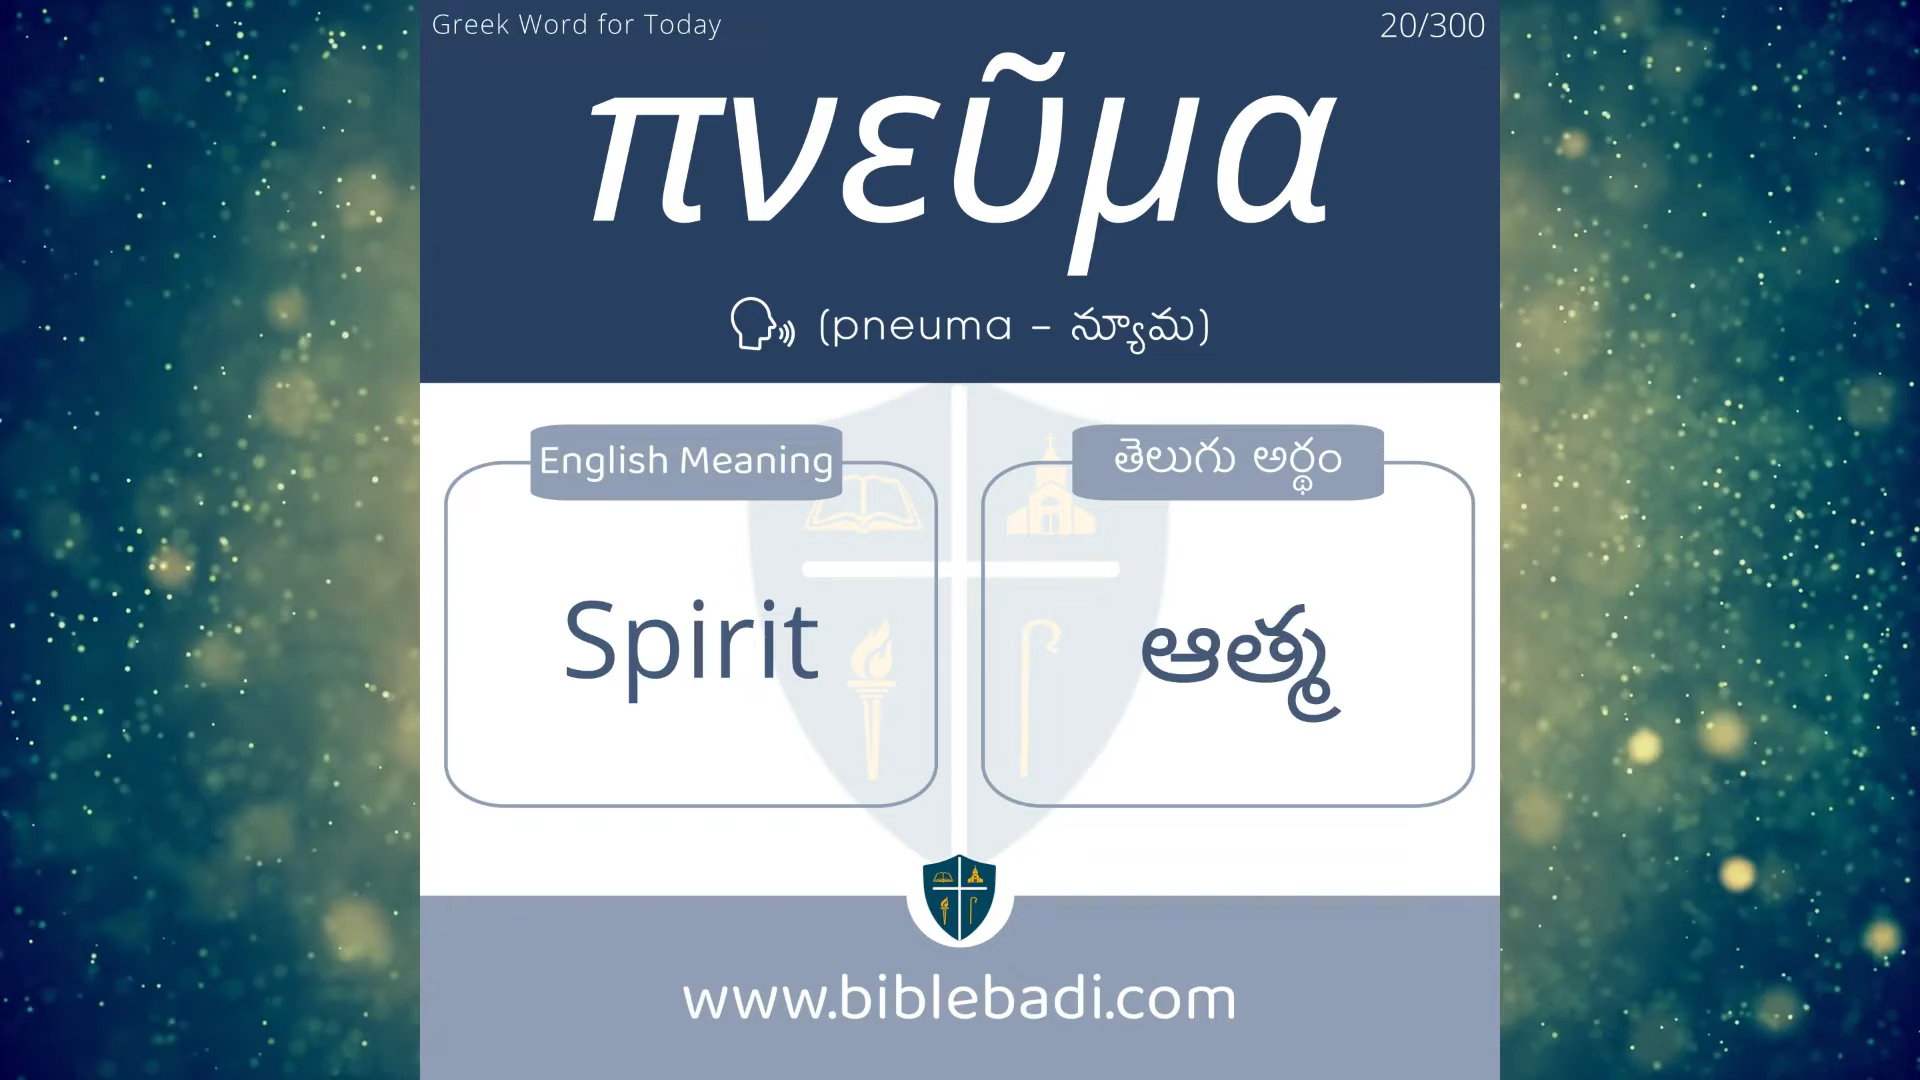 Greek Word for Today
20/300
πνεῦμα
(pneuma – న్యూమ)
English Meaning
తెలుగు అర్థం
Spirit
ఆత్మ
www.biblebadi.com